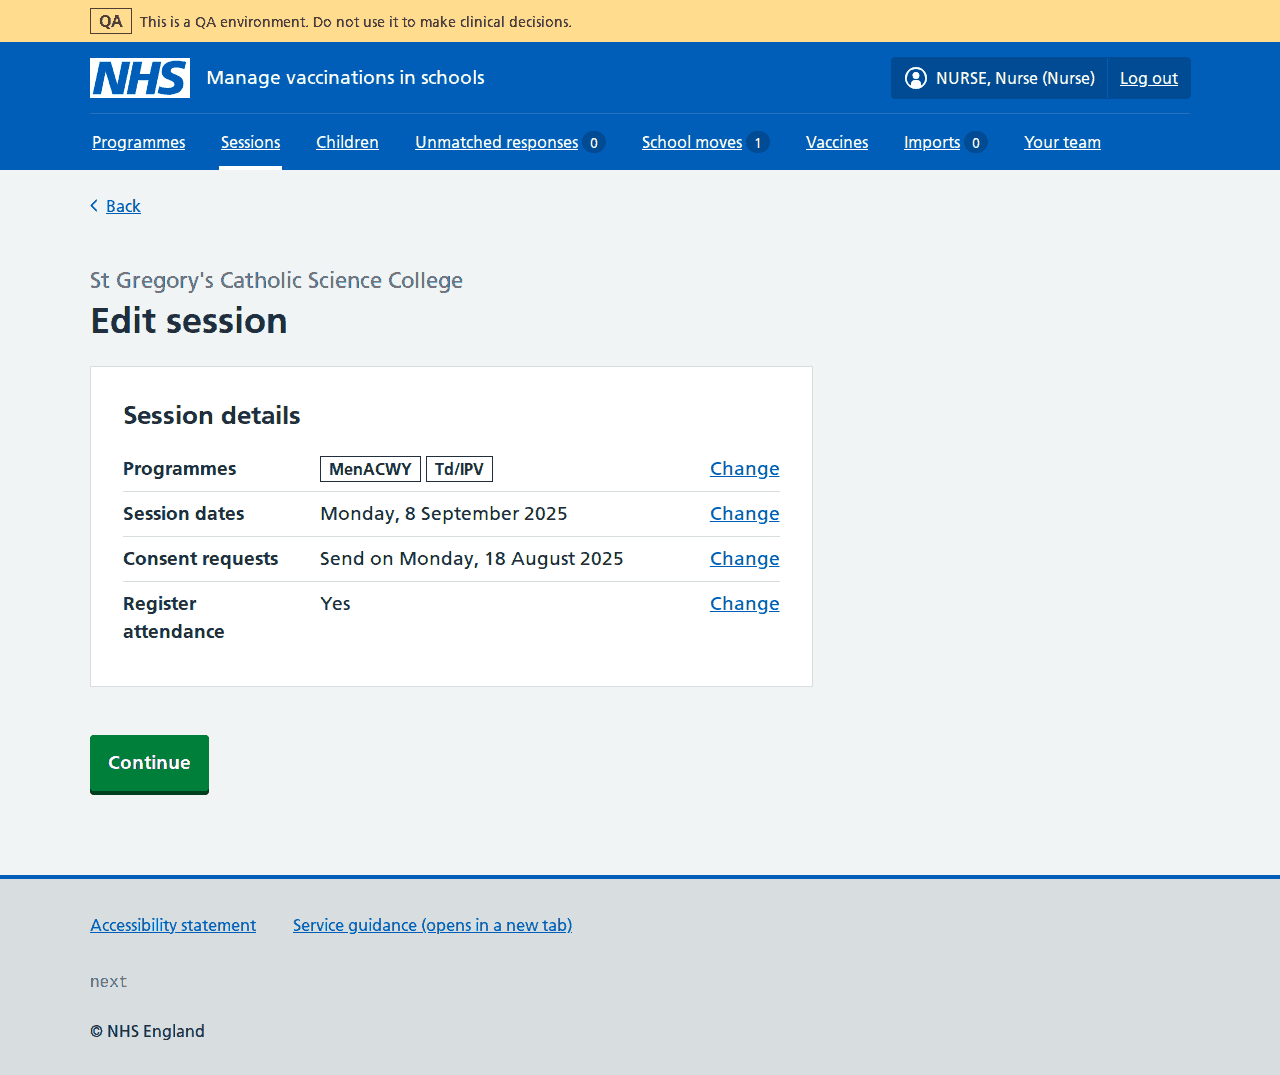 QA This is a QA environment. Do not use it to make clinical decisions.
NHS Manage vaccinations in schools NURSE, Nurse (Nurse) Log out
Programmes Sessions Children Unmatched responses 0 School moves 1 Vaccines Imports 0 Your team
Back
St Gregory's Catholic Science College
Edit session
Session details
Programmes MenACWY Td/IPV Change
Session dates Monday, 8 September 2025 Change
Consent requests Send on Monday, 18 August 2025 Change
Register attendance Yes Change
Continue
Accessibility statement Service guidance (opens in a new tab)
next
© NHS England